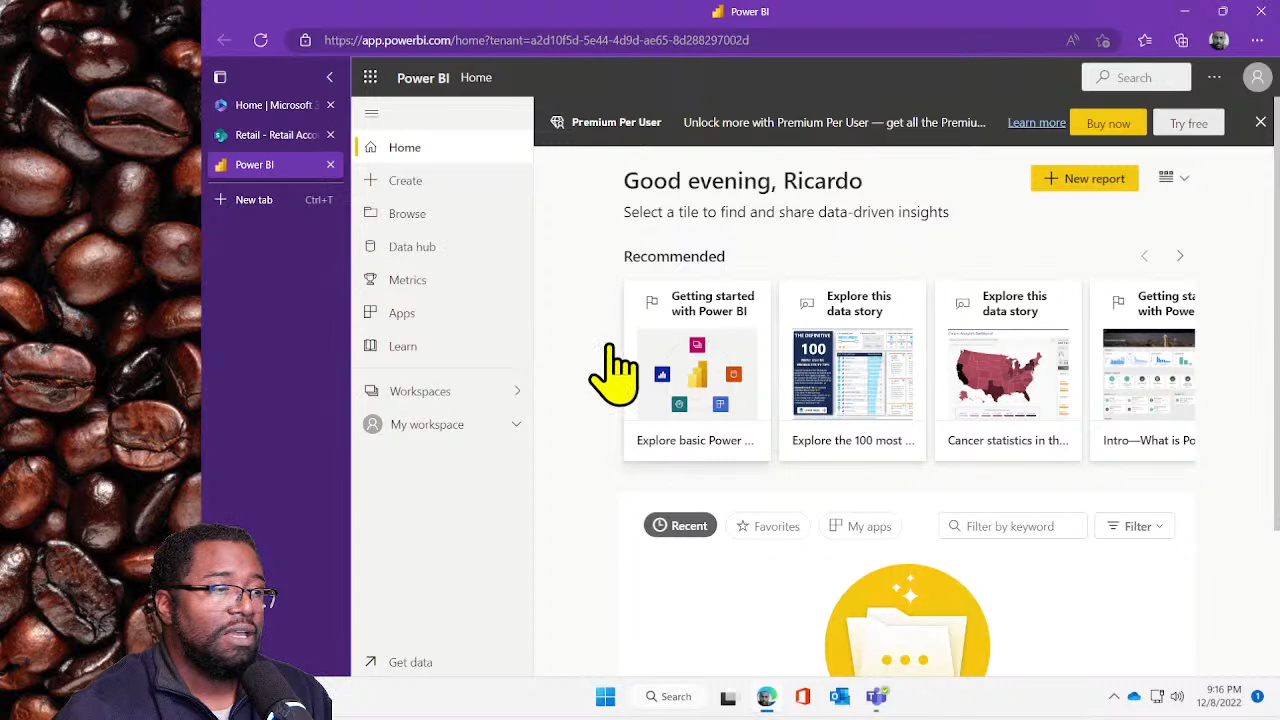 Power BI
https://app.powerbi.com/home?tenant=a2d10f5d-5e44-4d9d-ae65-8d288297002d
Home | Microsoft 3
Retail - Retail Acco
Power BI
New tab Ctrl+T
Power BI Home
Search
Home
Create
Browse
Data hub
Metrics
Apps
Learn
Workspaces
My workspace
Get data
Premium Per User Unlock more with Premium Per User — get all the Premiu... Learn more Buy now Try free
Good evening, Ricardo
New report
Select a tile to find and share data-driven insights
Recommended
Getting started
with Power BI
Explore basic Power ...
Explore this
data story
THE DEFINITIVE
100
Explore the 100 most ...
Explore this
data story
Cancer statistics in th...
Getting sta
with Powe
Intro—What is Po
Recent Favorites My apps Filter by keyword Filter
Search
9:16 PM
12/8/2022
1